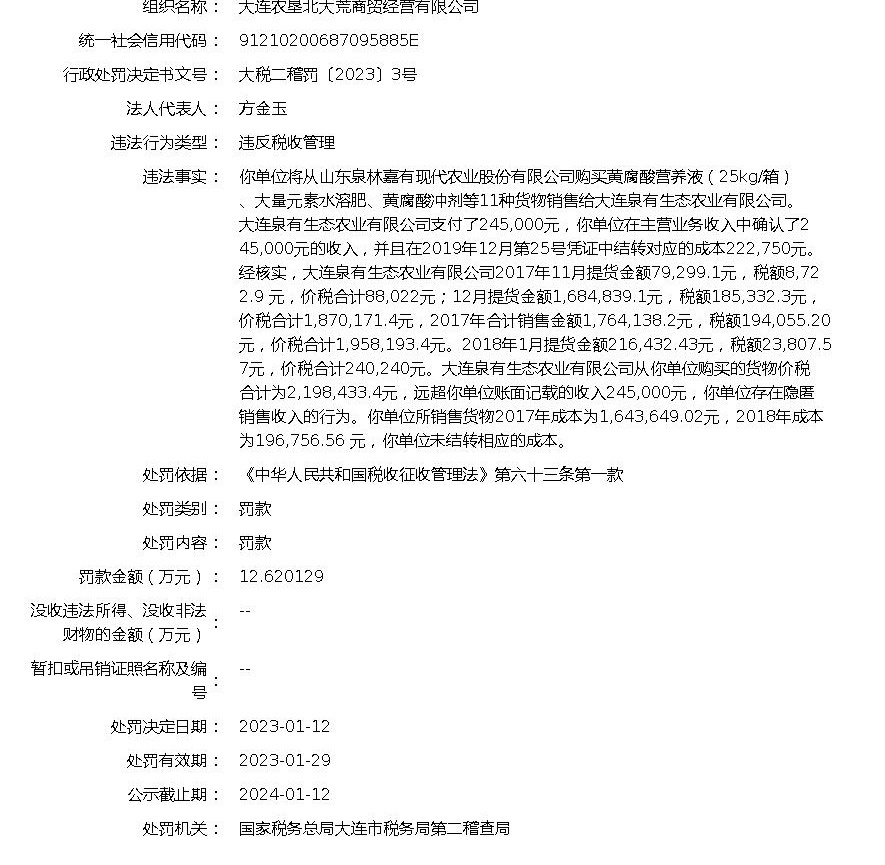 组织名称： 大连农垦北大荒商贸经营有限公司
统一社会信用代码： 91210200687095885E
行政处罚决定书文号： 大税二稽罚〔2023〕3号
法人代表人： 方金玉
违法行为类型： 违反税收管理
违法事实： 你单位将从山东泉林嘉有现代农业股份有限公司购买黄腐酸营养液（25kg/箱）
、大量元素水溶肥、黄腐酸冲剂等11种货物销售给大连泉有生态农业有限公司。
大连泉有生态农业有限公司支付了245,000元，你单位在主营业务收入中确认了2
45,000元的收入，并且在2019年12月第25号凭证中结转对应的成本222,750元。
经核实，大连泉有生态农业有限公司2017年11月提货金额79,299.1元，税额8,72
2.9 元，价税合计88,022元；12月提货金额1,684,839.1元，税额185,332.3元，
价税合计1,870,171.4元，2017年合计销售金额1,764,138.2元，税额194,055.20
元，价税合计1,958,193.4元。2018年1月提货金额216,432.43元，税额23,807.5
7元，价税合计240,240元。大连泉有生态农业有限公司从你单位购买的货物价税
合计为2,198,433.4元，远超你单位账面记载的收入245,000元，你单位存在隐匿
销售收入的行为。你单位所销售货物2017年成本为1,643,649.02元，2018年成本
为196,756.56 元，你单位未结转相应的成本。
处罚依据： 《中华人民共和国税收征收管理法》第六十三条第一款
处罚类别： 罚款
处罚内容： 罚款
罚款金额（万元）： 12.620129
没收违法所得、没收非法
财物的金额（万元）： --
暂扣或吊销证照名称及编
号： --
处罚决定日期： 2023-01-12
处罚有效期： 2023-01-29
公示截止期： 2024-01-12
处罚机关： 国家税务总局大连市税务局第二稽查局